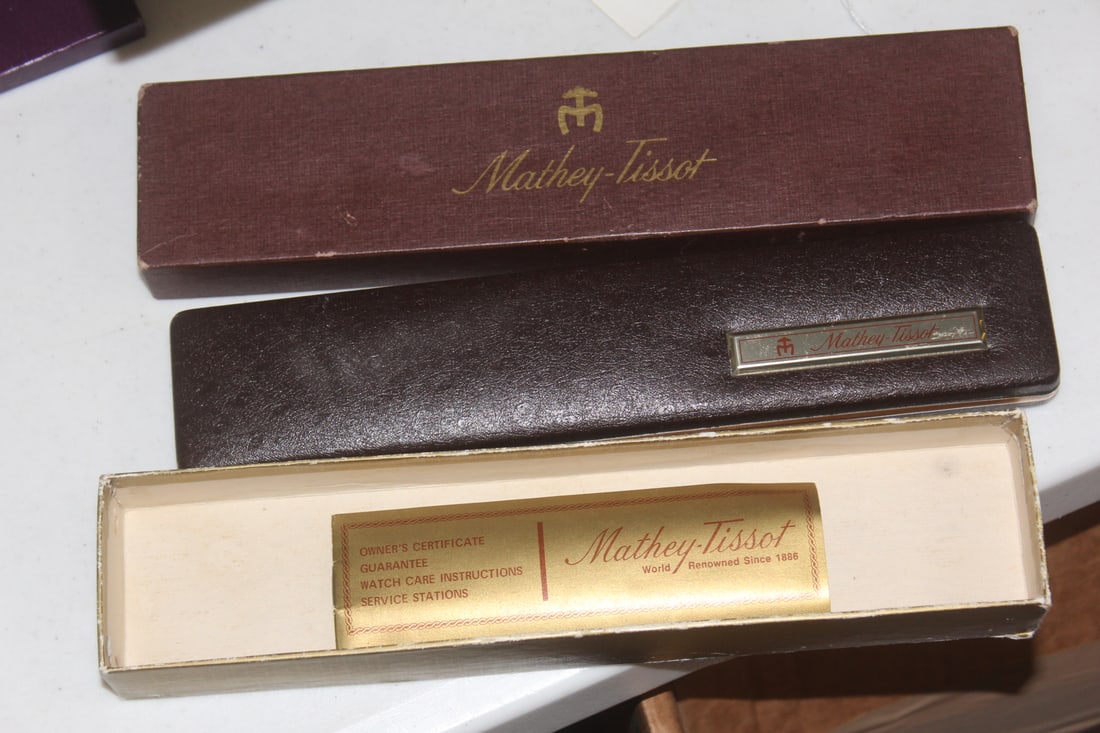 Mathey-Tissot
Mathey-Tissot
OWNER'S CERTIFICATE
GUARANTEE
WATCH CARE INSTRUCTIONS
SERVICE STATIONS
Mathey-Tissot
World Renowned Since 1886